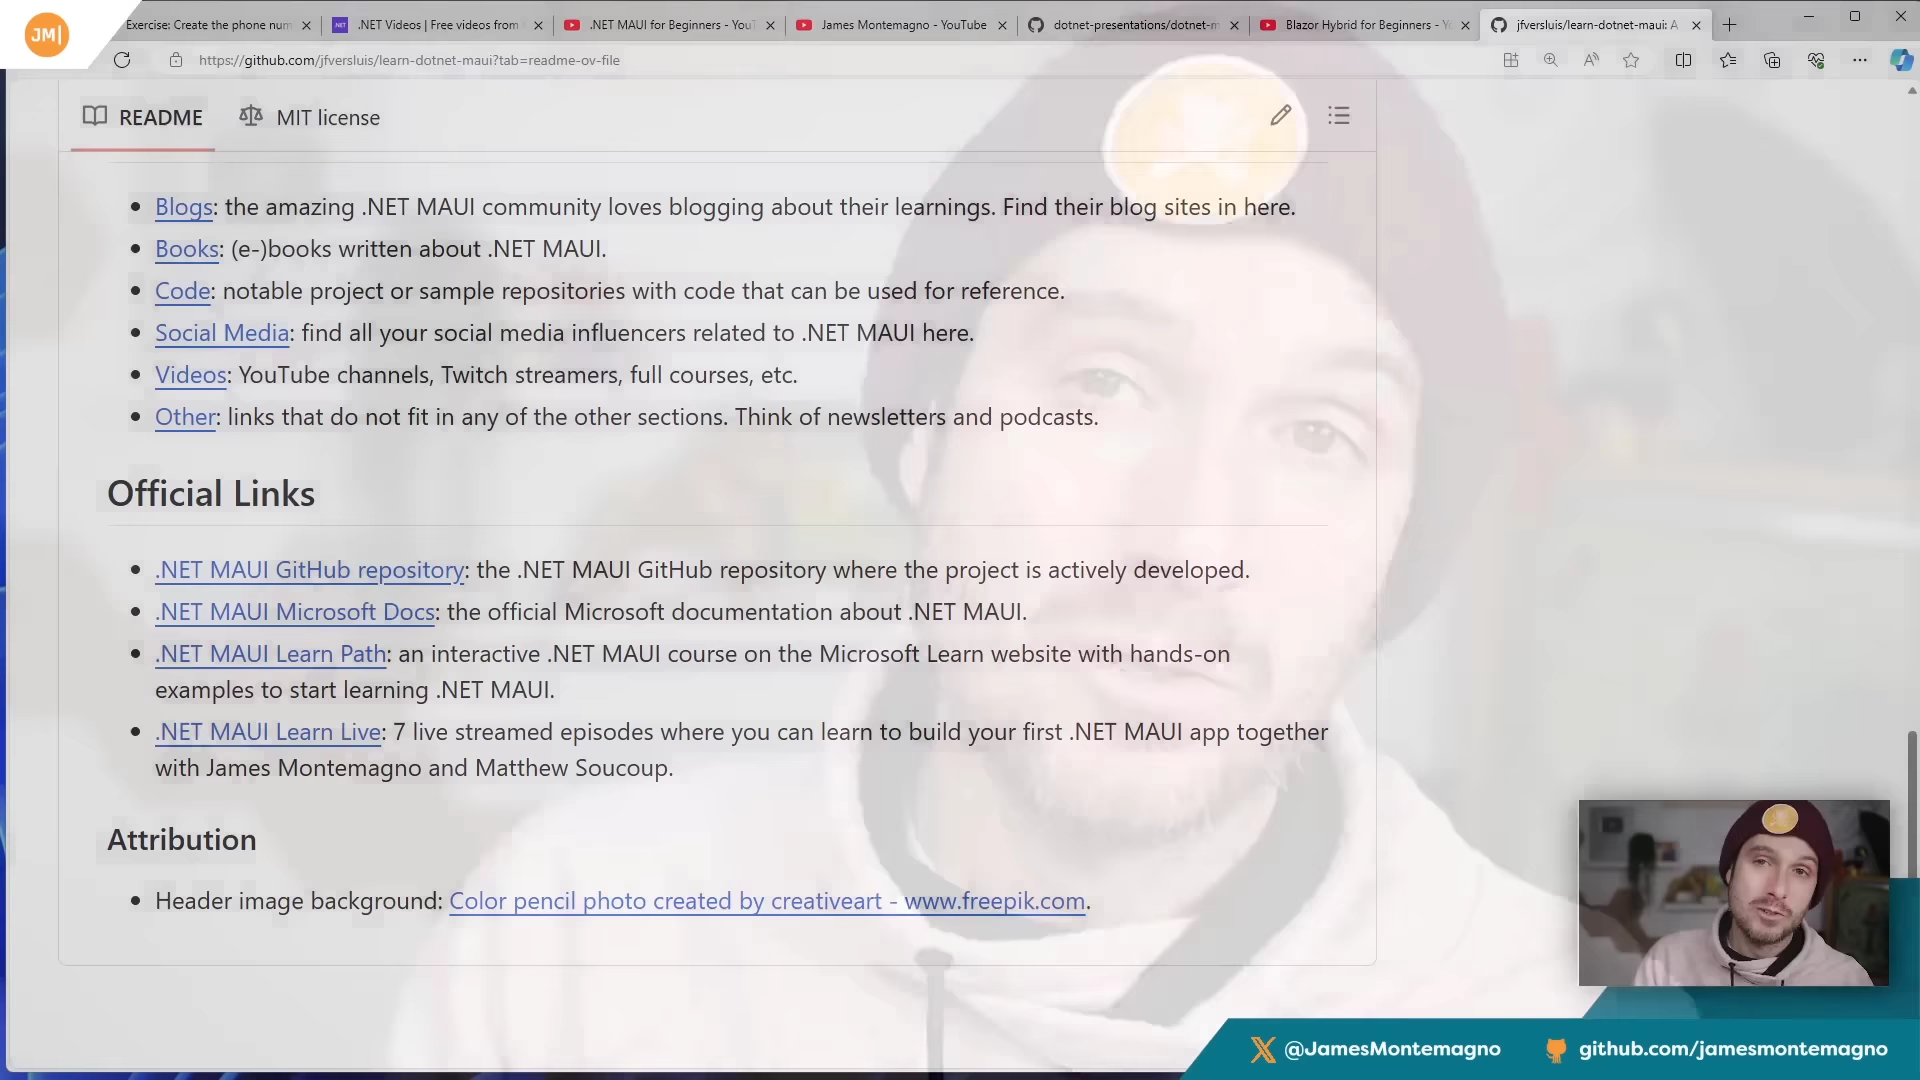 JM|
Exercise: Create the phone num
.NET Videos | Free videos from
.NET MAUI for Beginners - YouT
James Montemagno - YouTube
dotnet-presentations/dotnet-m
Blazor Hybrid for Beginners - Yo
jfversluis/learn-dotnet-maui: A
https://github.com/jfversluis/learn-dotnet-maui?tab=readme-ov-file
README
MIT license
Blogs: the amazing .NET MAUI community loves blogging about their learnings. Find their blog sites in here.
Books: (e-)books written about .NET MAUI.
Code: notable project or sample repositories with code that can be used for reference.
Social Media: find all your social media influencers related to .NET MAUI here.
Videos: YouTube channels, Twitch streamers, full courses, etc.
Other: links that do not fit in any of the other sections. Think of newsletters and podcasts.
Official Links
.NET MAUI GitHub repository: the .NET MAUI GitHub repository where the project is actively developed.
.NET MAUI Microsoft Docs: the official Microsoft documentation about .NET MAUI.
.NET MAUI Learn Path: an interactive .NET MAUI course on the Microsoft Learn website with hands-on
examples to start learning .NET MAUI.
.NET MAUI Learn Live: 7 live streamed episodes where you can learn to build your first .NET MAUI app together
with James Montemagno and Matthew Soucoup.
Attribution
Header image background: Color pencil photo created by creativeart - www.freepik.com.
@JamesMontemagno
github.com/jamesmontemagno